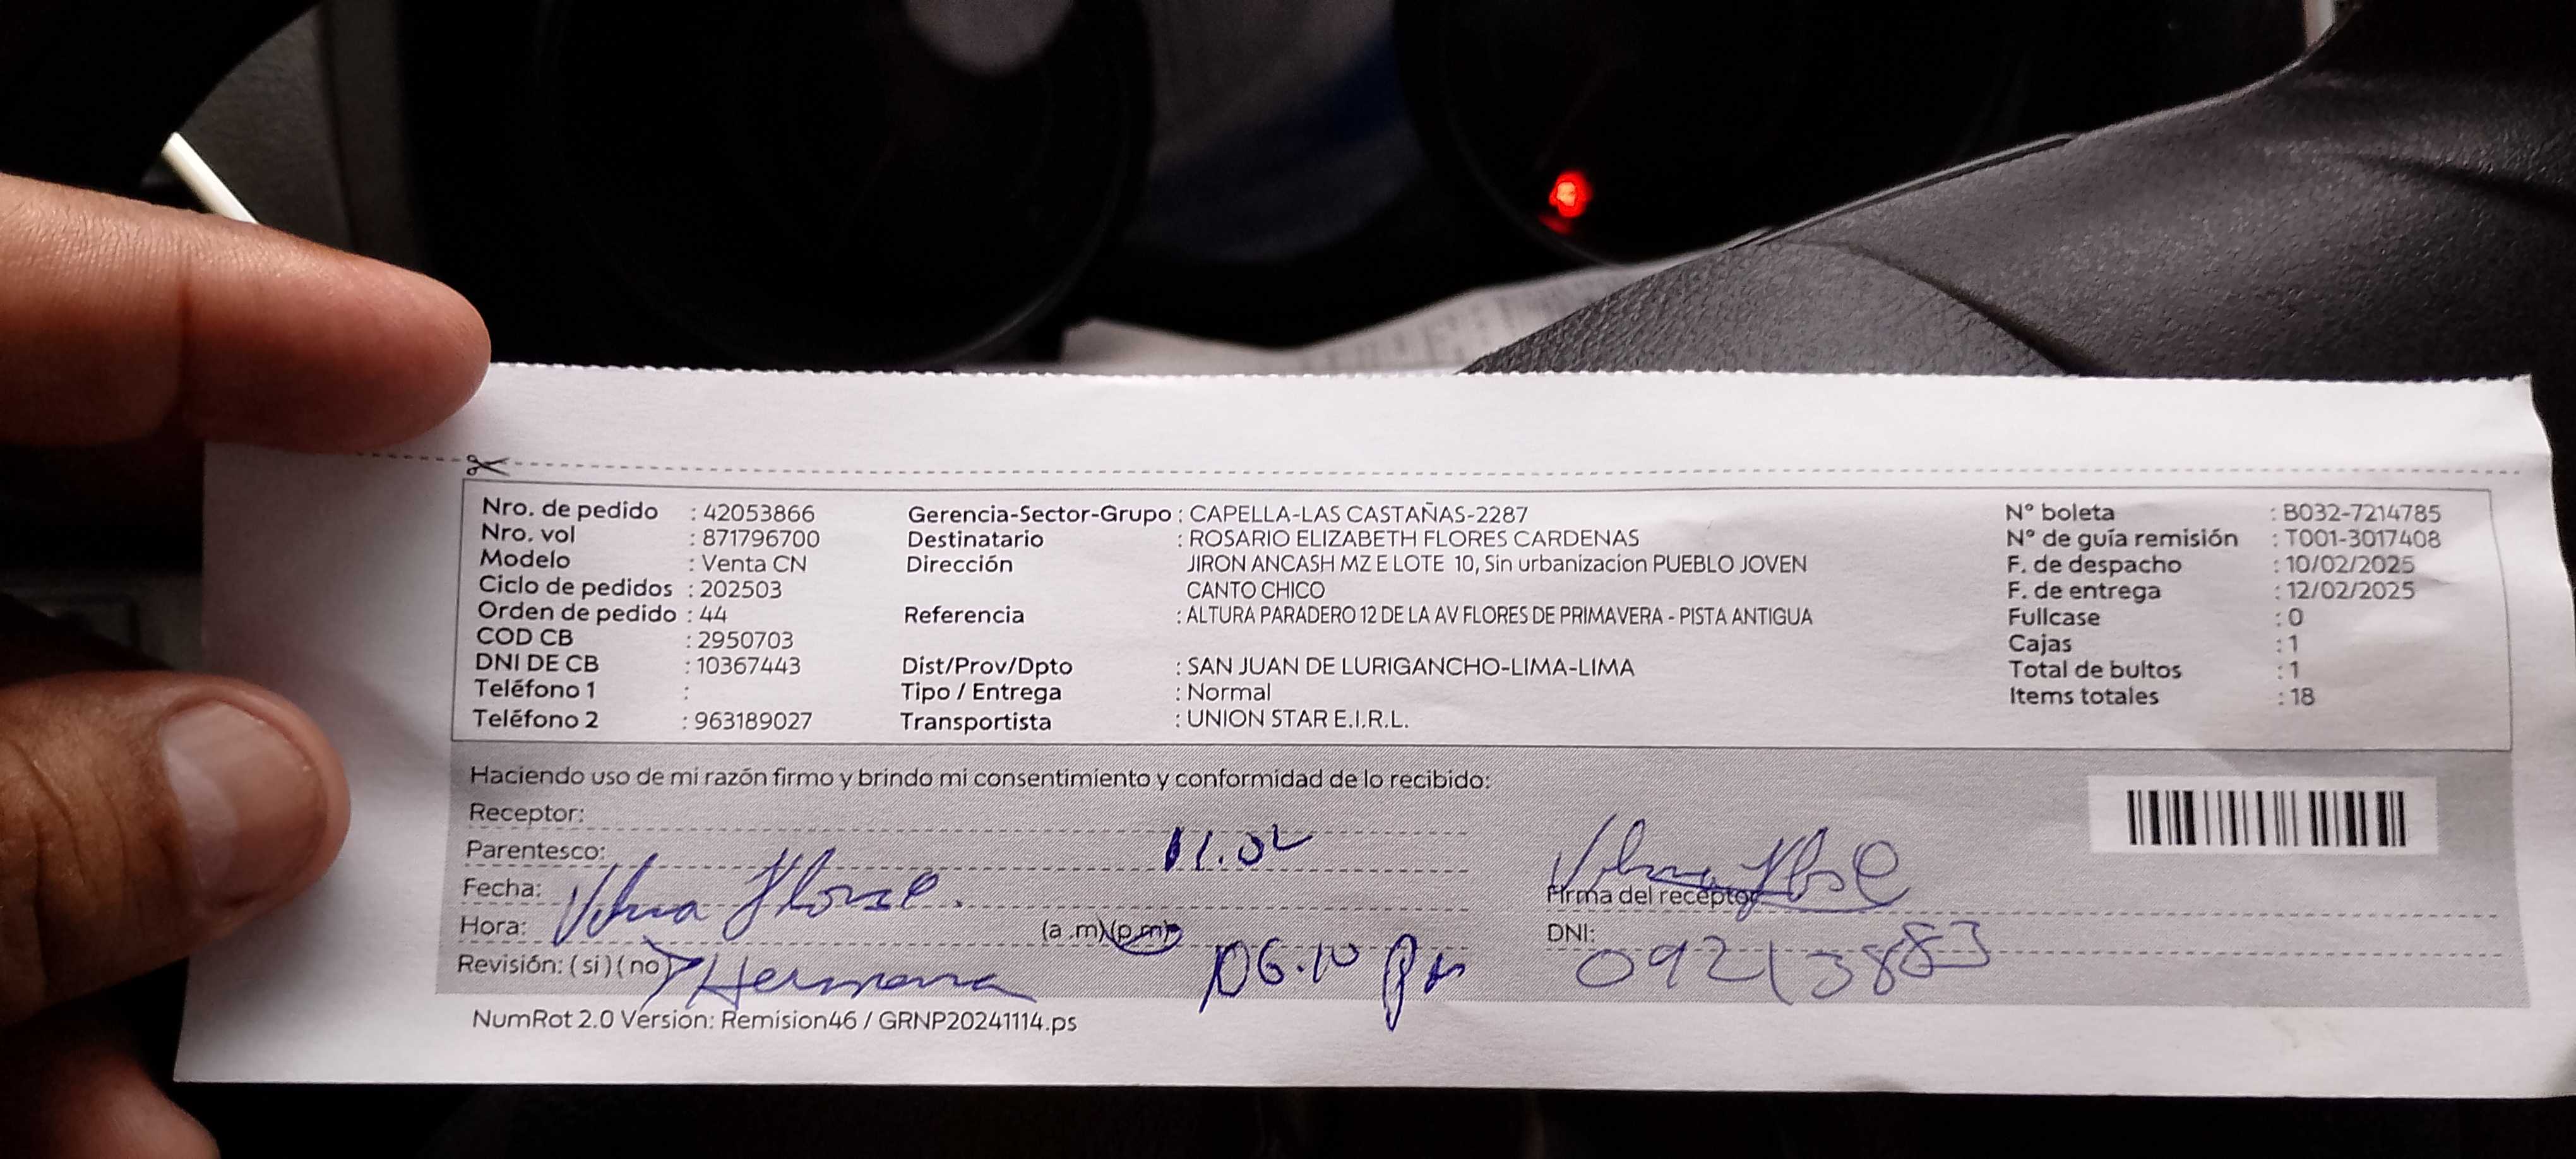 Nro. de pedido : 42053866
Nro. vol : 871796700
Modelo : Venta CN
Ciclo de pedidos : 202503
Orden de pedido : 44
COD CB : 2950703
DNI DE CB : 10367443
Teléfono 1 :
Teléfono 2 : 963189027
Gerencia-Sector-Grupo : CAPELLA-LAS CASTAÑAS-2287
Destinatario : ROSARIO ELIZABETH FLORES CARDENAS
Dirección JIRON ANCASH MZ E LOTE 10, Sin urbanizacion PUEBLO JOVEN
CANTO CHICO
Referencia : ALTURA PARADERO 12 DE LA AV FLORES DE PRIMAVERA - PISTA ANTIGUA
Dist/Prov/Dpto : SAN JUAN DE LURIGANCHO-LIMA-LIMA
Tipo / Entrega : Normal
Transportista : UNION STAR E.I.R.L.
N° boleta : B032-7214785
N° de guía remisión : T001-3017408
F. de despacho : 10/02/2025
F. de entrega : 12/02/2025
Fullcase : 0
Cajas : 1
Total de bultos : 1
Items totales : 18
Haciendo uso de mi razón firmo y brindo mi consentimiento y conformidad de lo recibido:
Receptor:
Parentesco: 11.02
Fecha: Vilma
Hora: (a .m)(p.m)
Revisión: ( si ) ( no ) Hermana 06.10 pm
Firma del receptor
DNI: 09213883
NumRot 2.0 Versión: Remision46 / GRNP20241114.ps